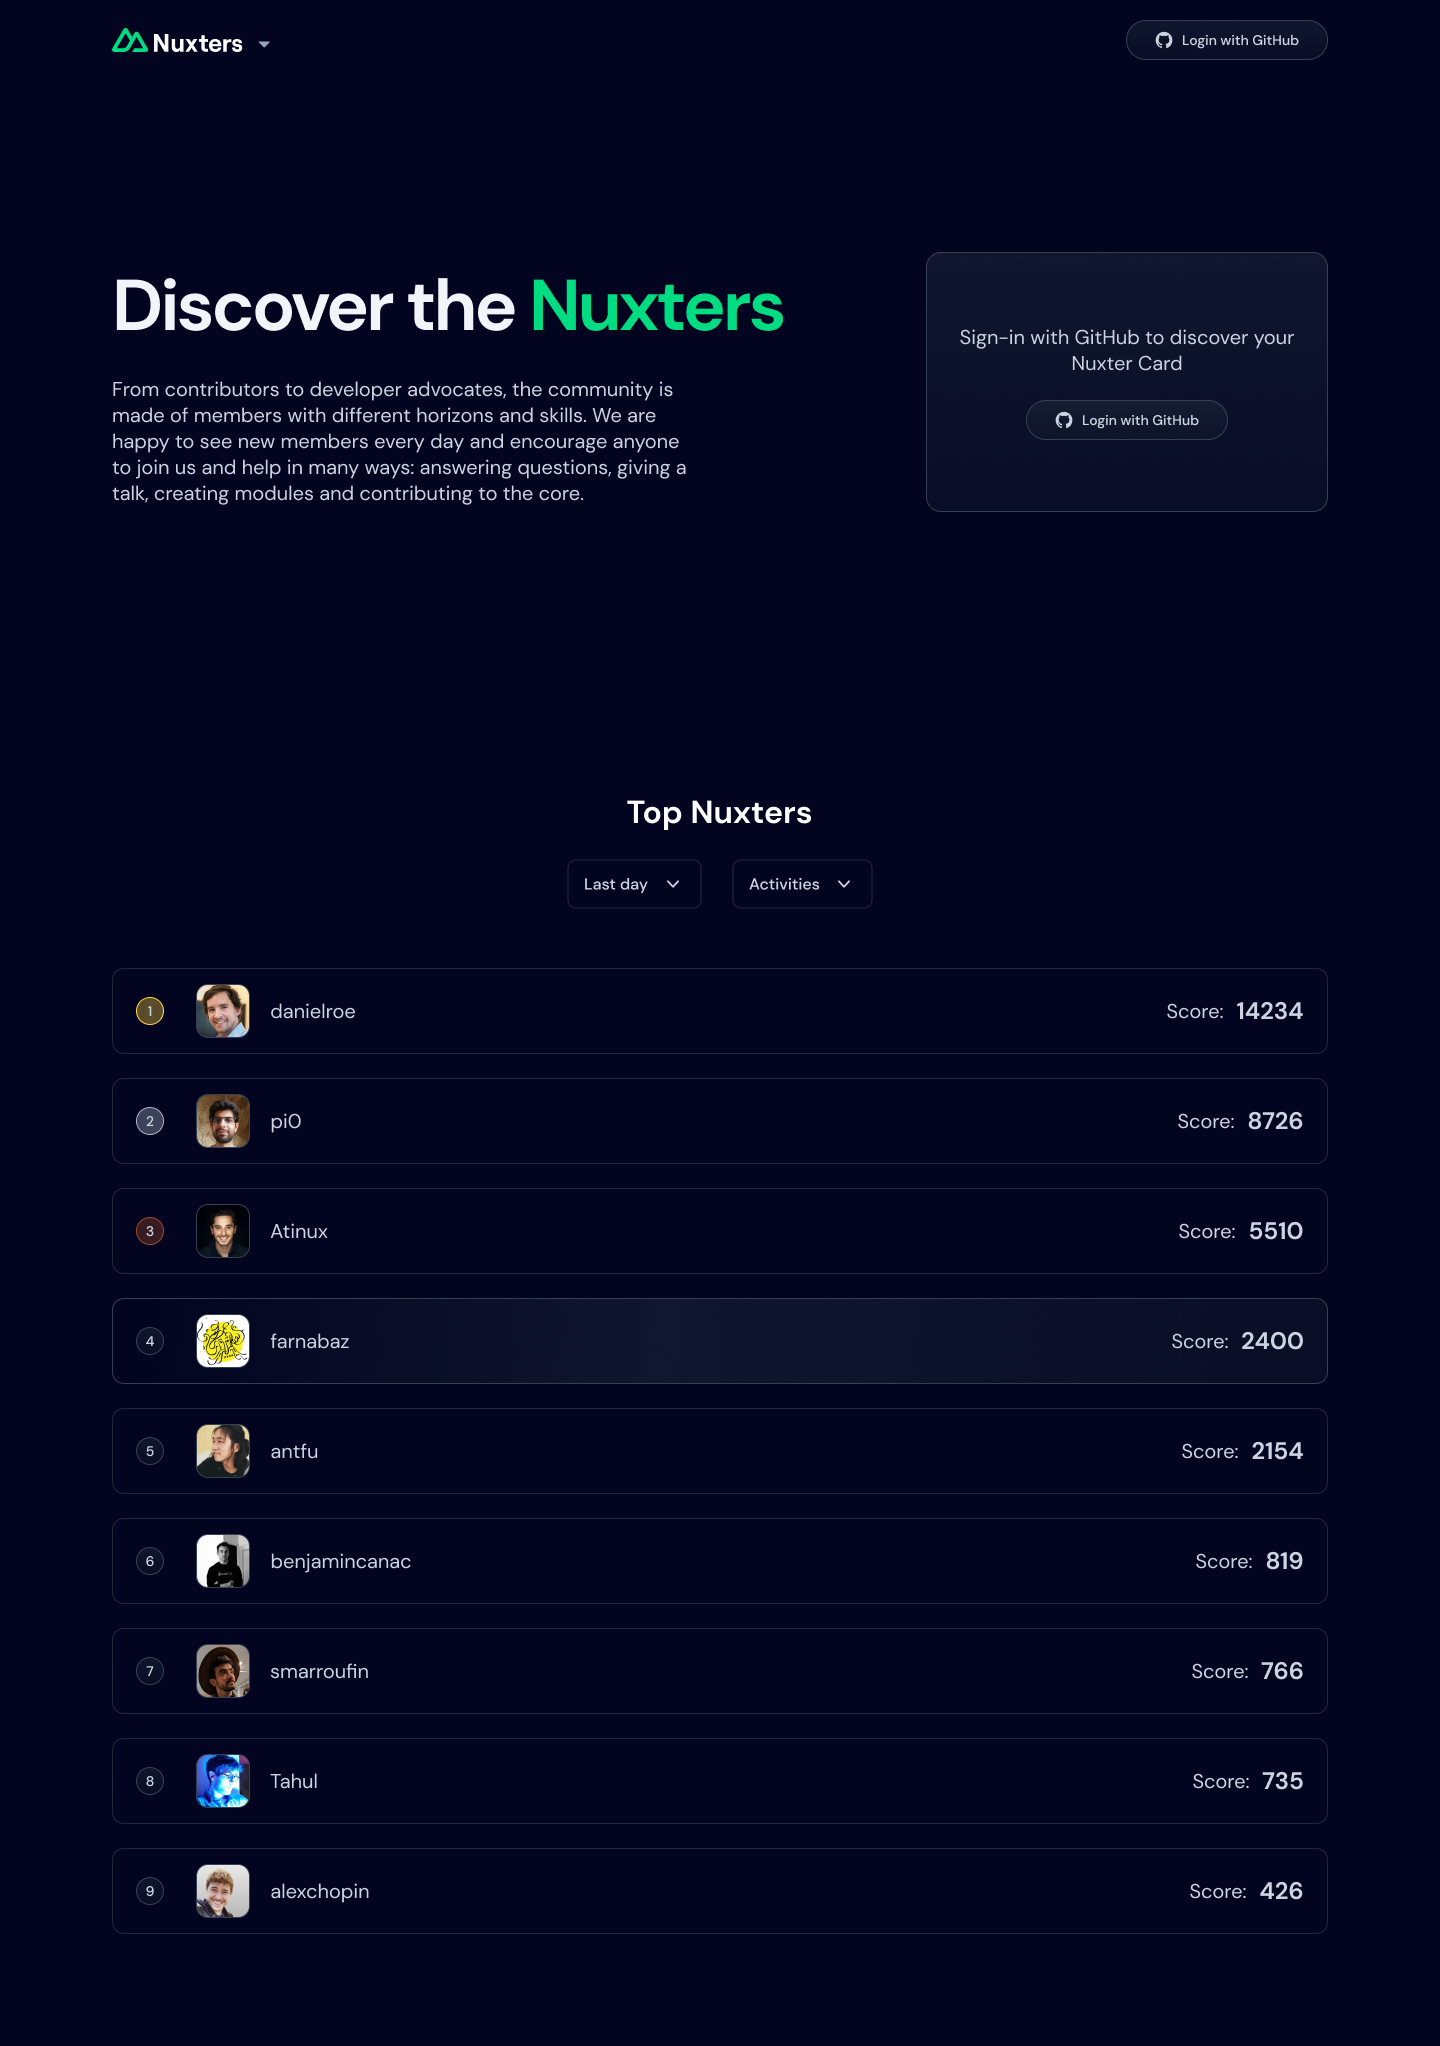 Nuxters
Login with GitHub
Discover the Nuxters
From contributors to developer advocates, the community is
made of members with different horizons and skills. We are
happy to see new members every day and encourage anyone
to join us and help in many ways: answering questions, giving a
talk, creating modules and contributing to the core.
Sign-in with GitHub to discover your
Nuxter Card
Login with GitHub
Top Nuxters
Last day
Activities
1 danielroe Score: 14234
2 pi0 Score: 8726
3 Atinux Score: 5510
4 farnabaz Score: 2400
5 antfu Score: 2154
6 benjamincanac Score: 819
7 smarroufin Score: 766
8 Tahul Score: 735
9 alexchopin Score: 426